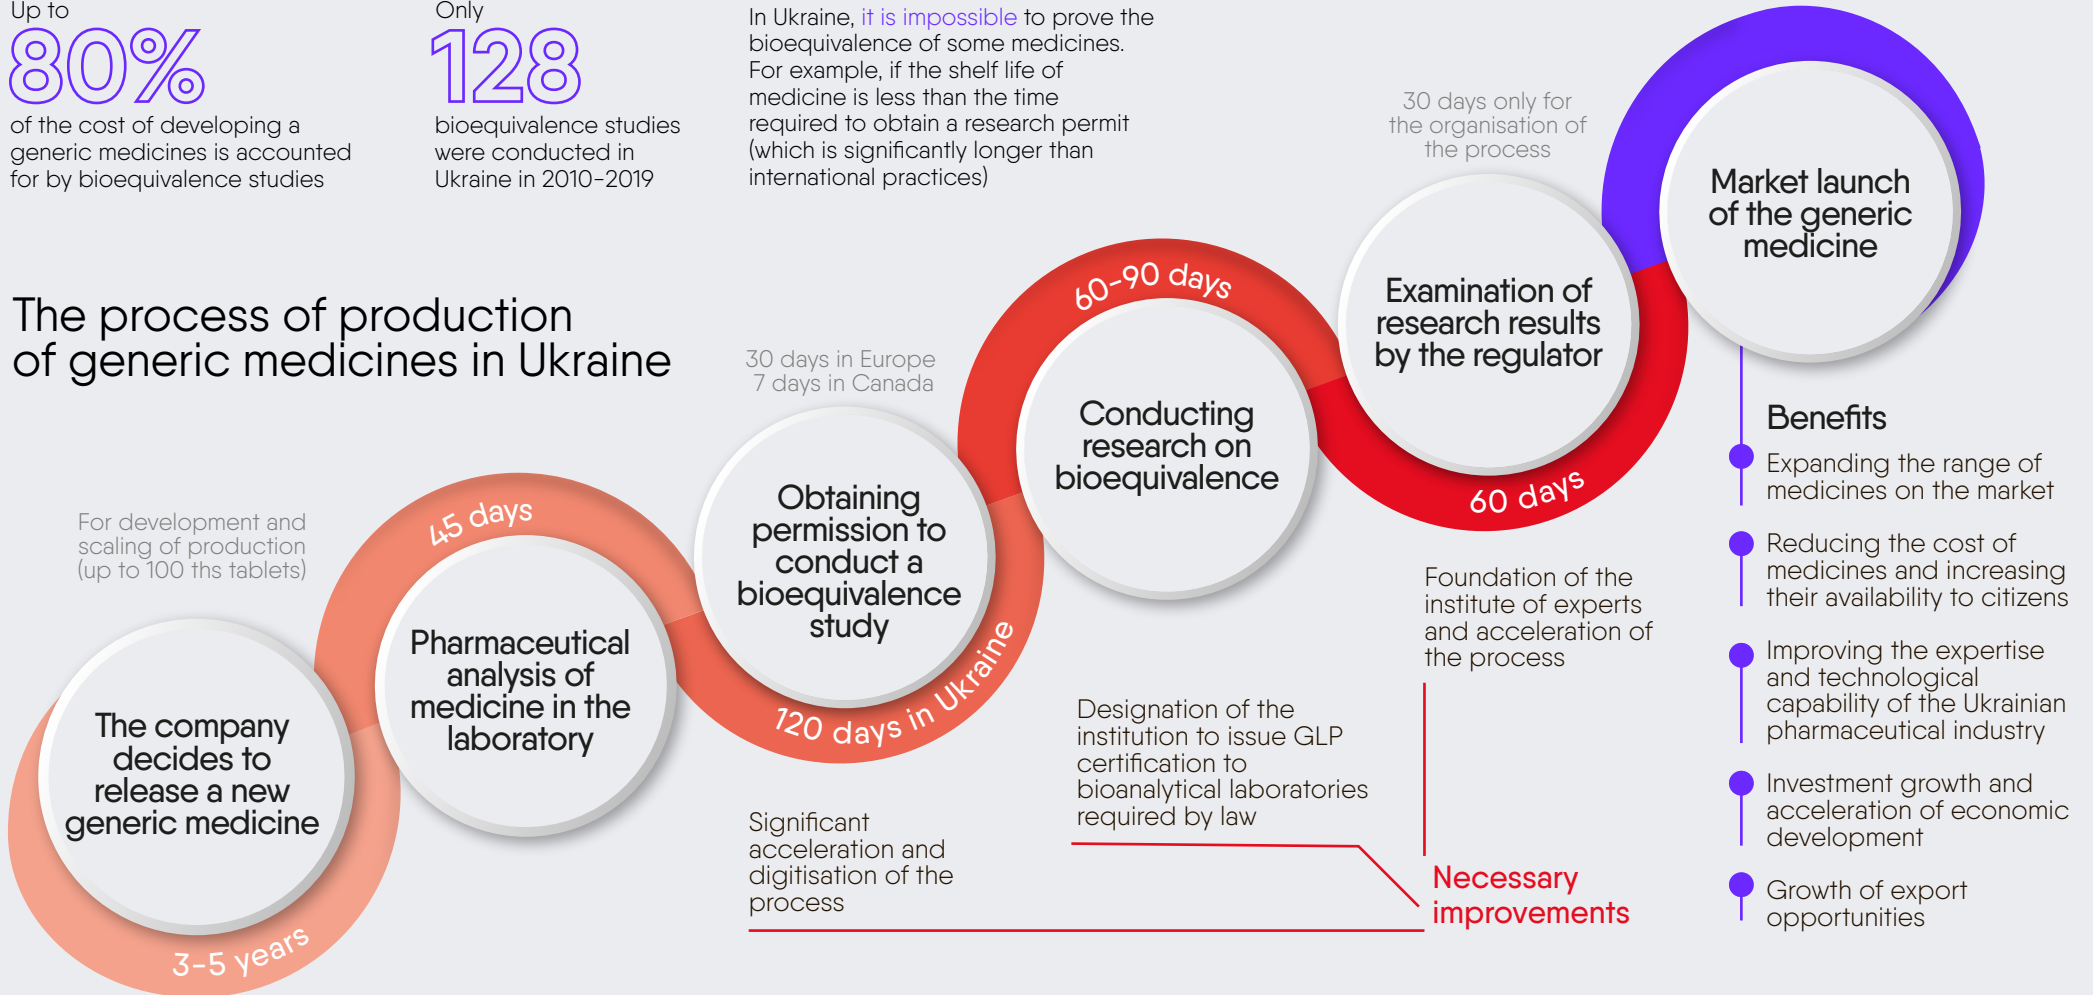 Up to
80%
of the cost of developing a
generic medicines is accounted
for by bioequivalence studies
Only
128
bioequivalence studies
were conducted in
Ukraine in 2010-2019
In Ukraine, it is impossible to prove the
bioequivalence of some medicines.
For example, if the shelf life of
medicine is less than the time
required to obtain a research permit
(which is significantly longer than
international practices)
The process of production
of generic medicines in Ukraine
For development and
scaling of production
(up to 100 ths tablets)
The company
decides to
release a new
generic medicine
3-5 years
45 days
Pharmaceutical
analysis of
medicine in the
laboratory
30 days in Europe
7 days in Canada
Obtaining
permission to
conduct a
bioequivalence
study
120 days in Ukraine
60-90 days
Conducting
research on
bioequivalence
30 days only for
the organisation of
the process
Examination of
research results
by the regulator
60 days
Market launch
of the generic
medicine
Significant
acceleration and
digitisation of the
process
Designation of the
institution to issue GLP
certification to
bioanalytical laboratories
required by law
Foundation of the
institute of experts
and acceleration of
the process
Necessary
improvements
Benefits
Expanding the range of
medicines on the market
Reducing the cost of
medicines and increasing
their availability to citizens
Improving the expertise
and technological
capability of the Ukrainian
pharmaceutical industry
Investment growth and
acceleration of economic
development
Growth of export
opportunities